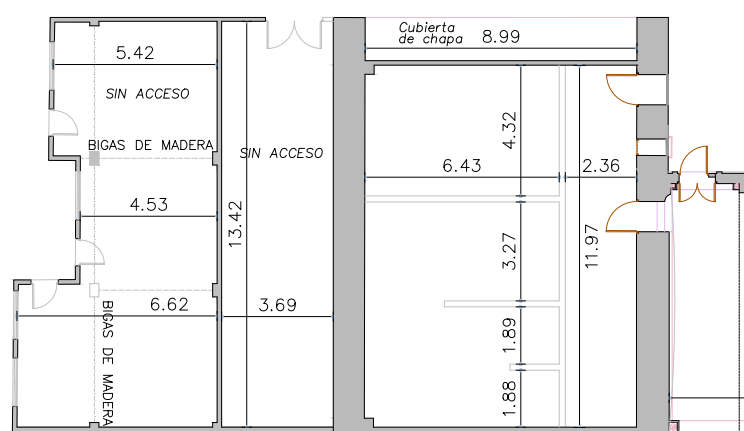 Cubierta
de chapa 8.99
5.42
SIN ACCESO
BIGAS DE MADERA
SIN ACCESO
4.32
6.43
2.36
4.53
13.42
3.27
11.97
6.62
3.69
BIGAS DE MADERA
1.89
1.88